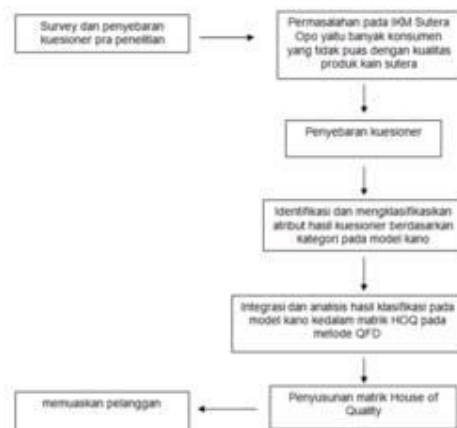 Survey dan penyebaran
kuesioner pra penelitian
Permasalahan pada IKM Sutera
Opo yaitu banyak konsumen
yang tidak puas dengan kualitas
produk kain sutera
Penyebaran kuesioner
Identifikasi dan mengklasifikasikan
atribut hasil kuesioner berdasarkan
kategori pada model kano
Integrasi dan analisis hasil klasifikasi pada
model kano kedalam matrik HOQ pada
metode QFD
Penyusunan matrik House of
Quality
memuaskan pelanggan